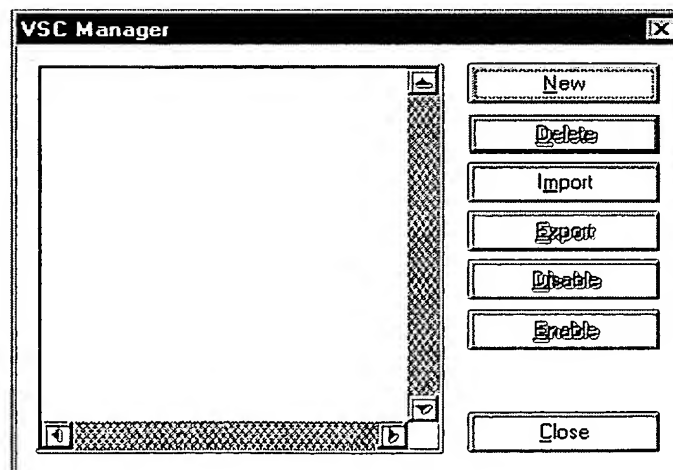 VSC Manager
New
Delete
Import
Export
Disable
Enable
Close